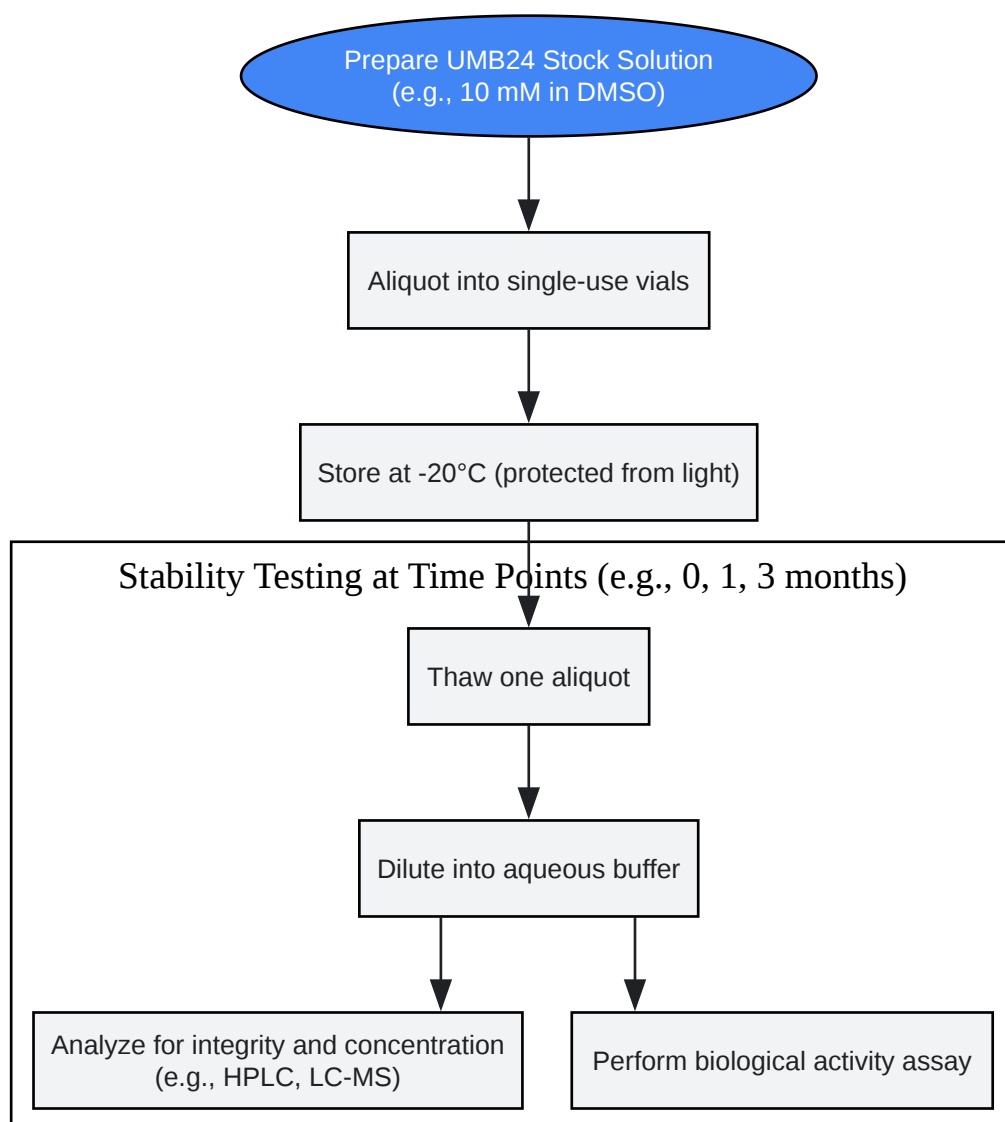 Prepare UMB24 Stock Solution
(e.g., 10 mM in DMSO)
Aliquot into single-use vials
Store at -20°C (protected from light)
Stability Testing at Time Points (e.g., 0, 1, 3 months)
Thaw one aliquot
Dilute into aqueous buffer
Analyze for integrity and concentration
(e.g., HPLC, LC-MS)
Perform biological activity assay